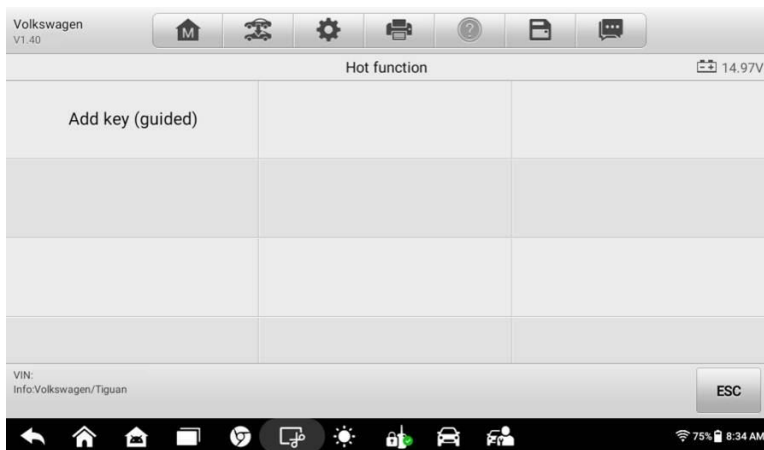 Volkswagen
V1.40
M
?
Hot function
14.97V
Add key (guided)
VIN:
Info:Volkswagen/Tiguan
ESC
75% 8:34 AM